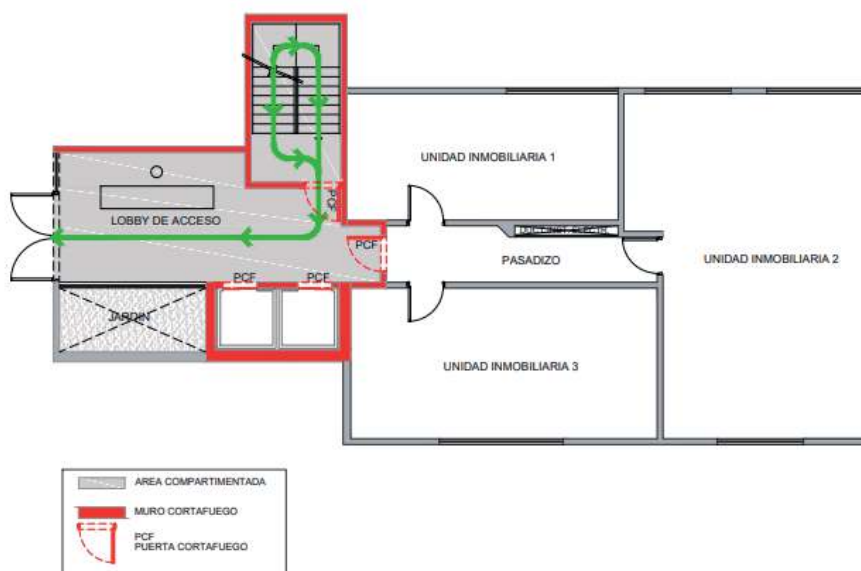 UNIDAD INMOBILIARIA 1
PCF
LOBBY DE ACCESO
PCF
PASADIZO
UNIDAD INMOBILIARIA 2
PCF
PCF
JARDIN
UNIDAD INMOBILIARIA 3
AREA COMPARTIMENTADA
MURO CORTAFUEGO
PCF
PUERTA CORTAFUEGO